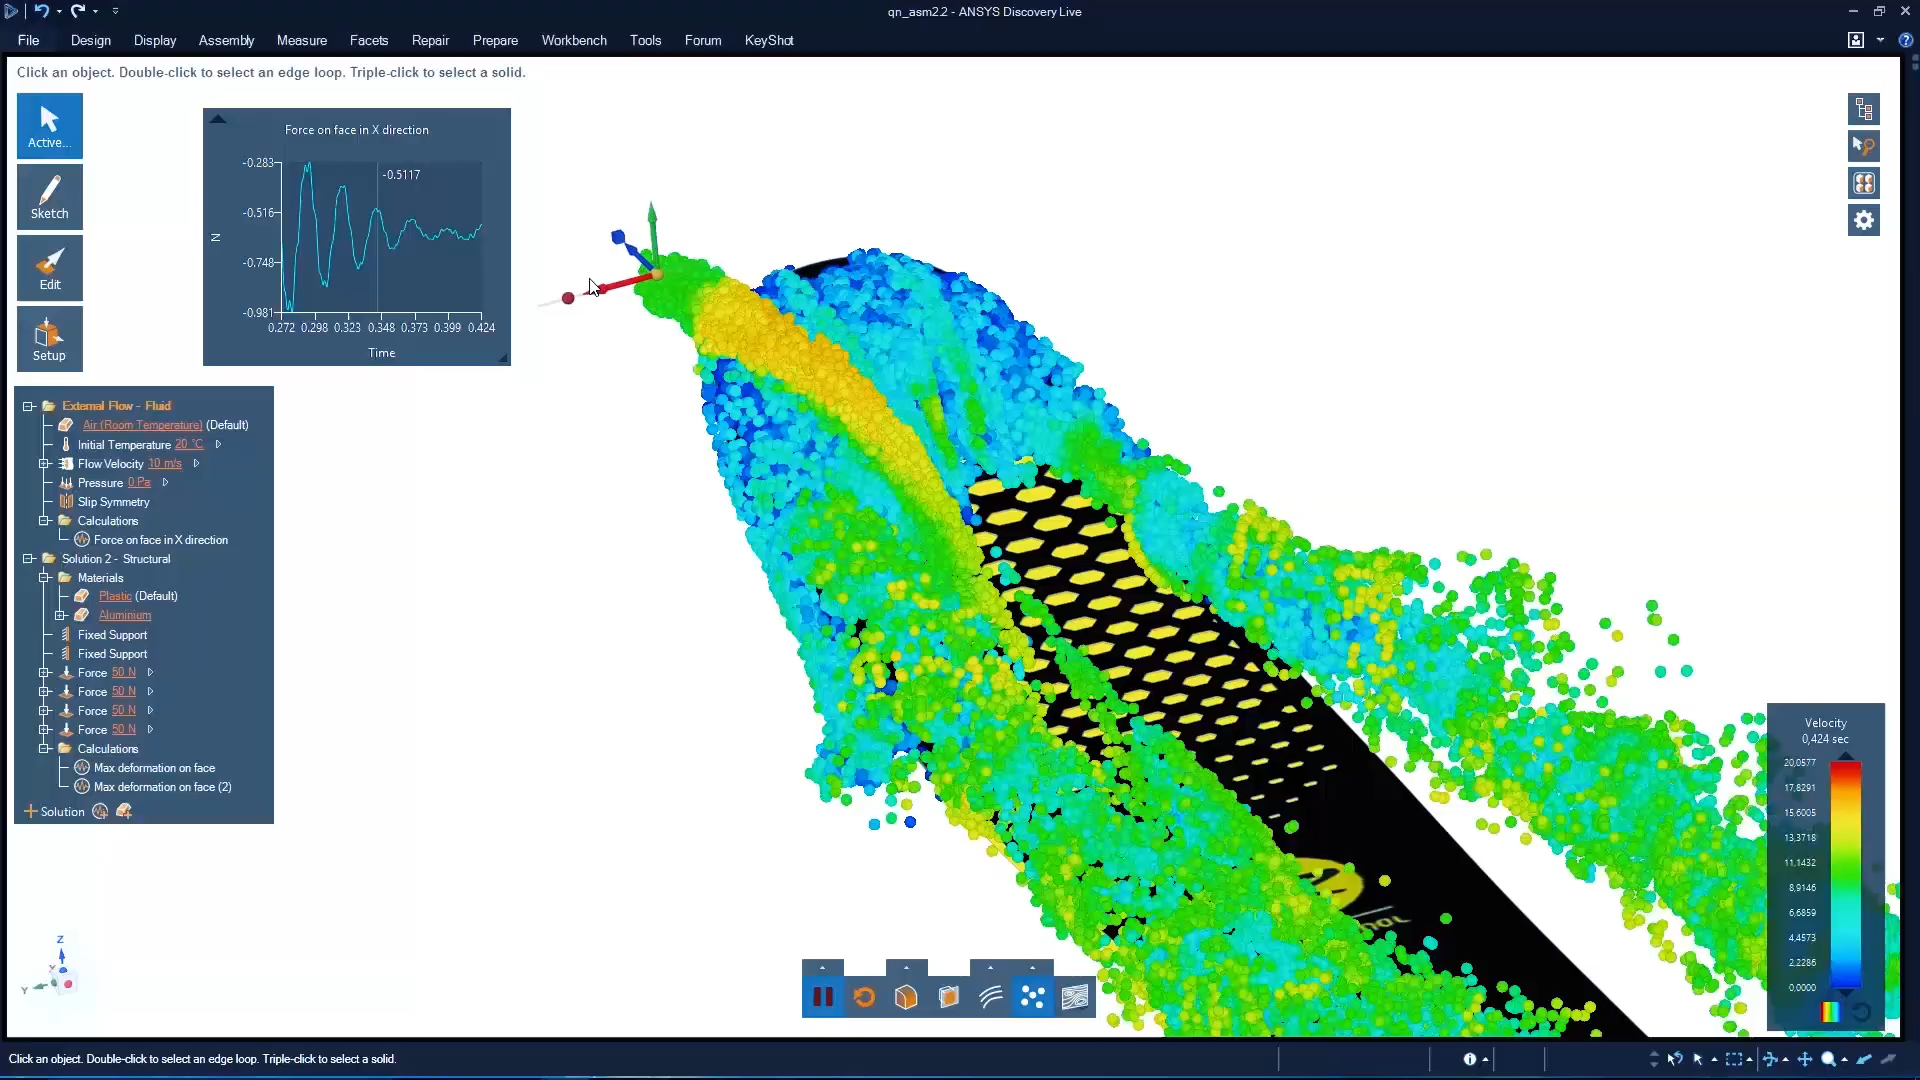 qn_asm2.2 - ANSYS Discovery Live
File Design Display Assembly Measure Facets Repair Prepare Workbench Tools Forum KeyShot
Click an object. Double-click to select an edge loop. Triple-click to select a solid.
Active...
Sketch
Edit
Setup
Force on face in X direction
-0.5117
-0.283
-0.516
-0.748
-0.981
N
0.272 0.298 0.323 0.348 0.373 0.399 0.424
Time
External Flow - Fluid
Air (Room Temperature) (Default)
Initial Temperature 20 °C
Flow Velocity 10 m/s
Pressure 0 Pa
Slip Symmetry
Calculations
Force on face in X direction
Solution 2 - Structural
Materials
Plastic (Default)
Aluminium
Fixed Support
Fixed Support
Force 50 N
Force 50 N
Force 50 N
Force 50 N
Calculations
Max deformation on face
Max deformation on face (2)
Solution
Velocity
0,424 sec
20,0577
17,8291
15,6005
13,3718
11,1432
8,9146
6,6859
4,4573
2,2286
0,0000
Z
Y
X
Click an object. Double-click to select an edge loop. Triple-click to select a solid.